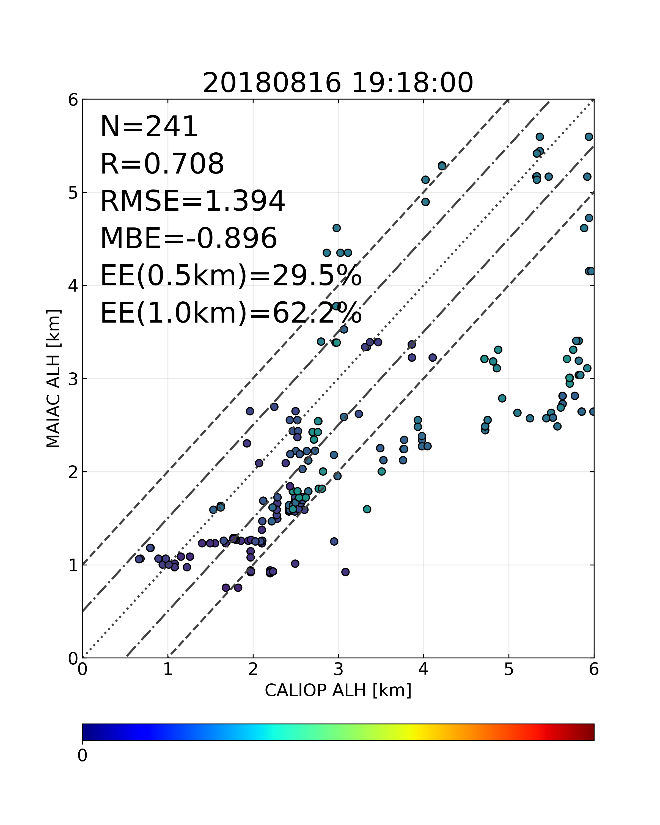 20180816 19:18:00
6
N=241
R=0.708
RMSE=1.394
MBE=-0.896
EE(0.5km)=29.5%
EE(1.0km)=62.2%
5
4
3
2
1
0
MAIAC ALH [km]
0 1 2 3 4 5 6
CALIOP ALH [km]
0